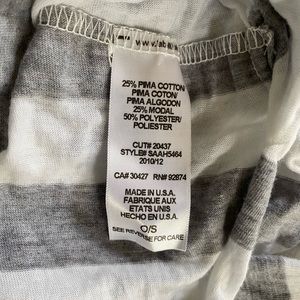 25% PIMA COTTON
PIMA COTON/
PIMA ALGODON
25% MODAL
50% POLYESTER/
POLIESTER
CUT# 20437
STYLE# SAAH5464
2010/12
CA# 30427 RN# 92874
MADE IN U.S.A.
FABRIQUE AUX
ETATS UNIS
HECHO EN U.S.A.
O/S
SEE REVERSE FOR CARE